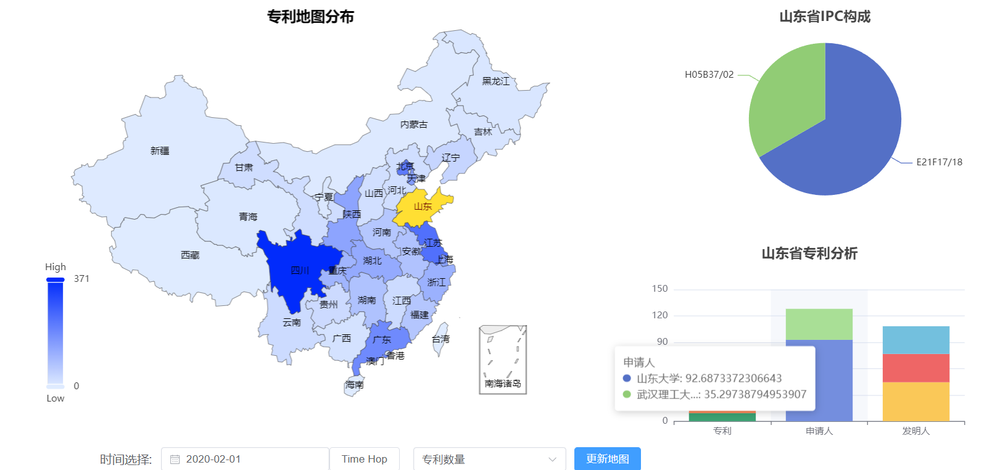 专利地图分布
黑龙江
内蒙古
吉林
新疆
辽宁
甘肃
北京
天津
宁夏
山西
河北
山东
陕西
青海
河南
江苏
西藏
安徽
上海
湖北
四川
重庆
浙江
贵州
湖南
江西
云南
福建
广西
广东
台湾
澳门
香港
海南
南海诸岛
High
371
0
Low
山东省IPC构成
H05B37/02
E21F17/18
山东省专利分析
150
120
90
0
申请人
山东大学: 92.6873372306643
武汉理工大...: 35.29738794953907
专利
申请人
发明人
时间选择: 2020-02-01 Time Hop 专利数量 更新地图